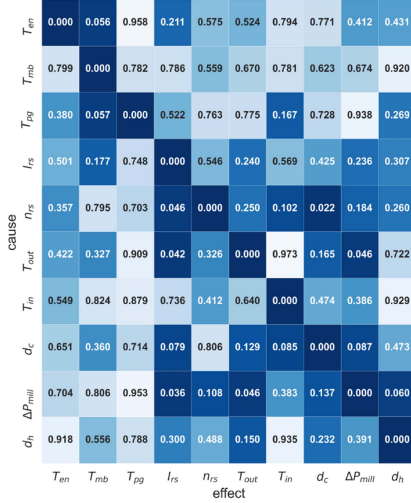 T_en 0.000 0.056 0.958 0.211 0.575 0.524 0.794 0.771 0.412 0.431
T_mb 0.799 0.000 0.782 0.786 0.559 0.670 0.781 0.623 0.674 0.920
T_pg 0.380 0.057 0.000 0.522 0.763 0.775 0.167 0.728 0.938 0.269
I_rs 0.501 0.177 0.748 0.000 0.546 0.240 0.569 0.425 0.236 0.307
n_rs 0.357 0.795 0.703 0.046 0.000 0.250 0.102 0.022 0.184 0.260
cause
T_out 0.422 0.327 0.909 0.042 0.326 0.000 0.973 0.165 0.046 0.722
T_in 0.549 0.824 0.879 0.736 0.412 0.640 0.000 0.474 0.386 0.929
d_c 0.651 0.360 0.714 0.079 0.806 0.129 0.085 0.000 0.087 0.473
ΔP_mill 0.704 0.806 0.953 0.036 0.108 0.046 0.383 0.137 0.000 0.060
d_h 0.918 0.556 0.788 0.300 0.488 0.150 0.935 0.232 0.391 0.000
T_en T_mb T_pg I_rs n_rs T_out T_in d_c ΔP_mill d_h
effect